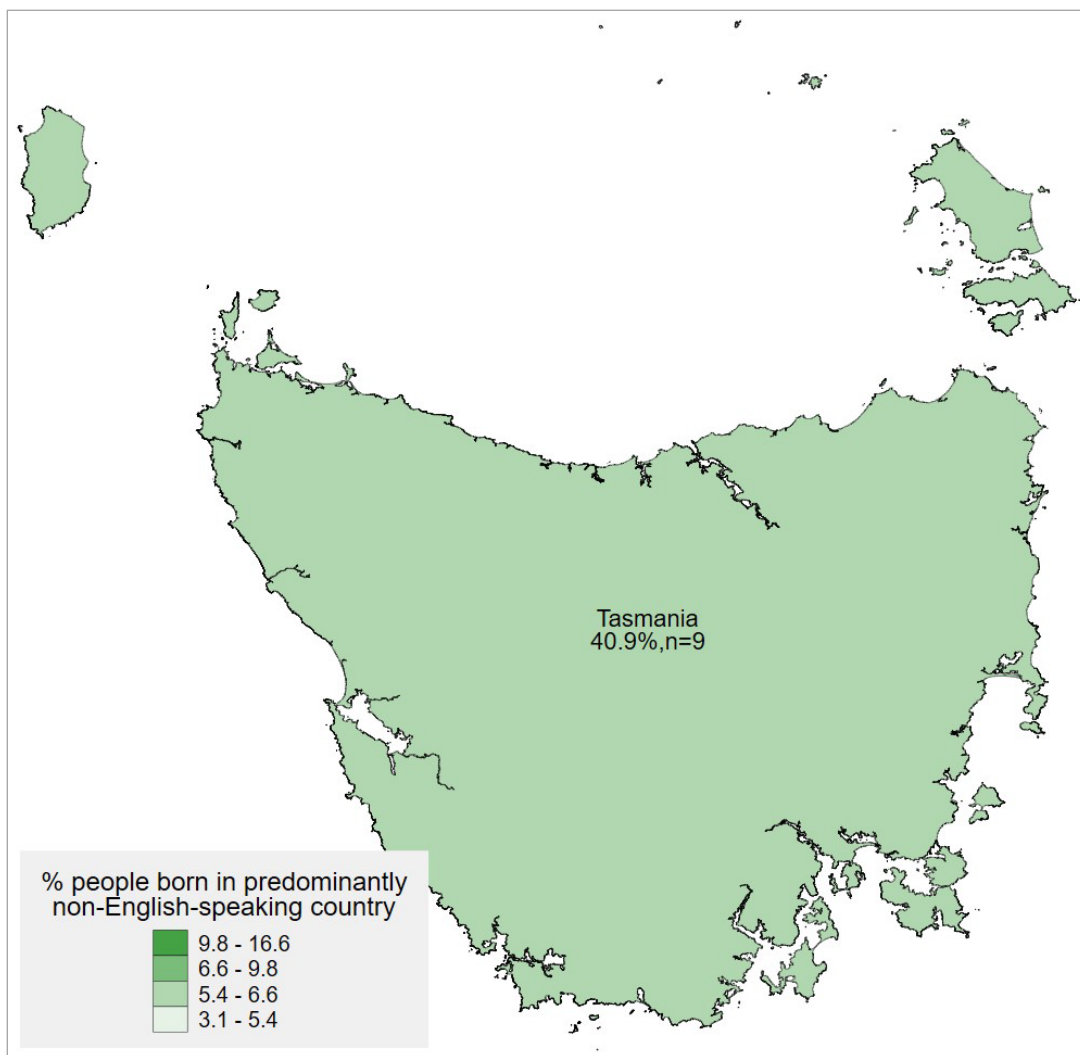 Tasmania
40.9%,n=9
% people born in predominantly
non-English-speaking country
9.8 - 16.6
6.6 - 9.8
5.4 - 6.6
3.1 - 5.4